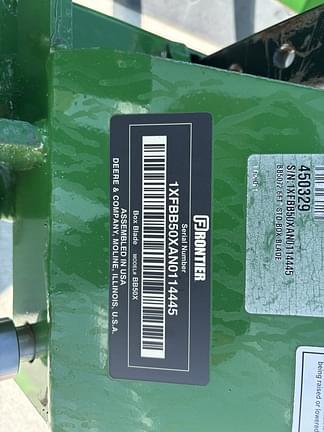 FRONTIER
Serial Number
1XFBB50XAN0114445
Box Blade MODEL# BB50X
ASSEMBLED IN USA
DEERE & COMPANY, MOLINE, ILLINOIS, U.S.A.
450329
S/N:1XFBB50XAN0114445
being raised or lowered